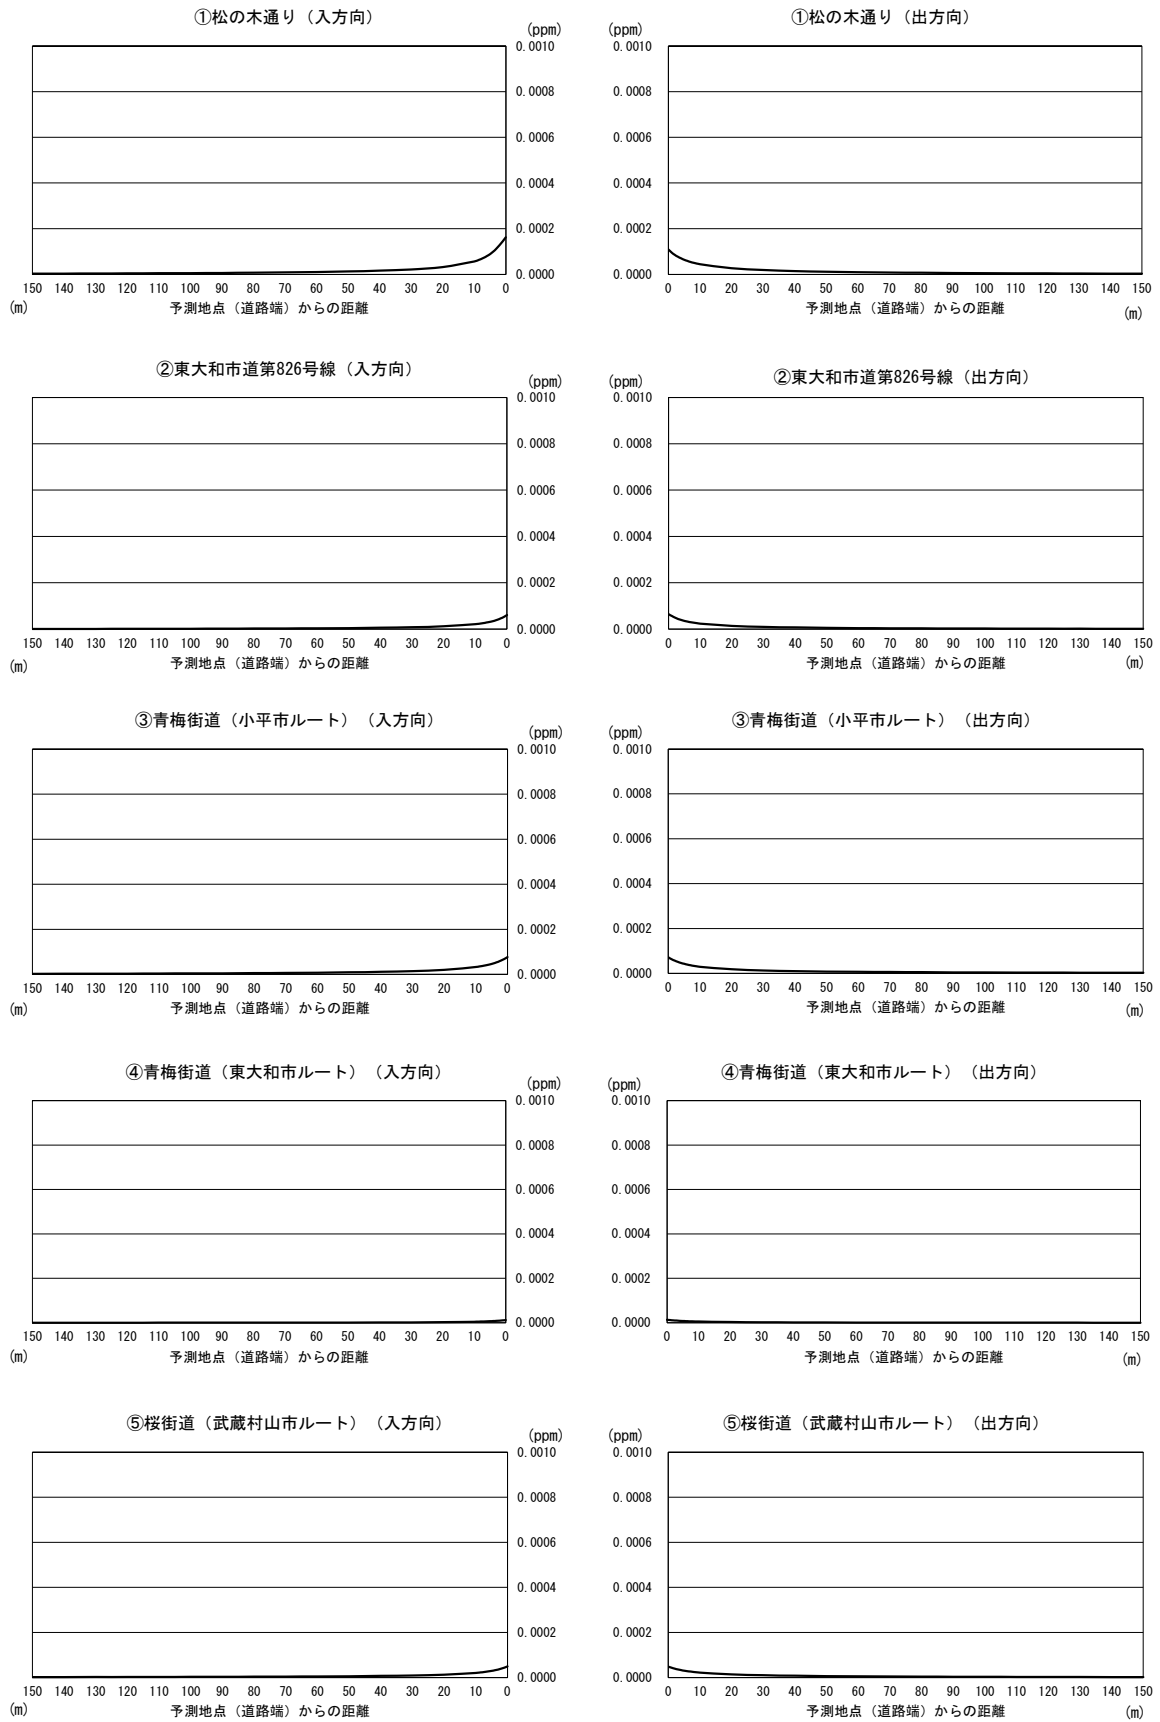 ①松の木通り（入方向）
(ppm)
0.0010
0.0008
0.0006
0.0004
0.0002
0.0000
150 140 130 120 110 100 90 80 70 60 50 40 30 20 10 0
(m)
予測地点（道路端）からの距離
①松の木通り（出方向）
(ppm)
0.0010
0.0008
0.0006
0.0004
0.0002
0.0000
0 10 20 30 40 50 60 70 80 90 100 110 120 130 140 150
予測地点（道路端）からの距離
(m)
②東大和市道第826号線（入方向）
(ppm)
0.0010
0.0008
0.0006
0.0004
0.0002
0.0000
150 140 130 120 110 100 90 80 70 60 50 40 30 20 10 0
(m)
予測地点（道路端）からの距離
②東大和市道第826号線（出方向）
(ppm)
0.0010
0.0008
0.0006
0.0004
0.0002
0.0000
0 10 20 30 40 50 60 70 80 90 100 110 120 130 140 150
予測地点（道路端）からの距離
(m)
③青梅街道（小平市ルート）（入方向）
(ppm)
0.0010
0.0008
0.0006
0.0004
0.0002
0.0000
150 140 130 120 110 100 90 80 70 60 50 40 30 20 10 0
(m)
予測地点（道路端）からの距離
③青梅街道（小平市ルート）（出方向）
(ppm)
0.0010
0.0008
0.0006
0.0004
0.0002
0.0000
0 10 20 30 40 50 60 70 80 90 100 110 120 130 140 150
予測地点（道路端）からの距離
(m)
④青梅街道（東大和市ルート）（入方向）
(ppm)
0.0010
0.0008
0.0006
0.0004
0.0002
0.0000
150 140 130 120 110 100 90 80 70 60 50 40 30 20 10 0
(m)
予測地点（道路端）からの距離
④青梅街道（東大和市ルート）（出方向）
(ppm)
0.0010
0.0008
0.0006
0.0004
0.0002
0.0000
0 10 20 30 40 50 60 70 80 90 100 110 120 130 140 150
予測地点（道路端）からの距離
(m)
⑤桜街道（武蔵村山市ルート）（入方向）
(ppm)
0.0010
0.0008
0.0006
0.0004
0.0002
0.0000
150 140 130 120 110 100 90 80 70 60 50 40 30 20 10 0
(m)
予測地点（道路端）からの距離
⑤桜街道（武蔵村山市ルート）（出方向）
(ppm)
0.0010
0.0008
0.0006
0.0004
0.0002
0.0000
0 10 20 30 40 50 60 70 80 90 100 110 120 130 140 150
予測地点（道路端）からの距離
(m)